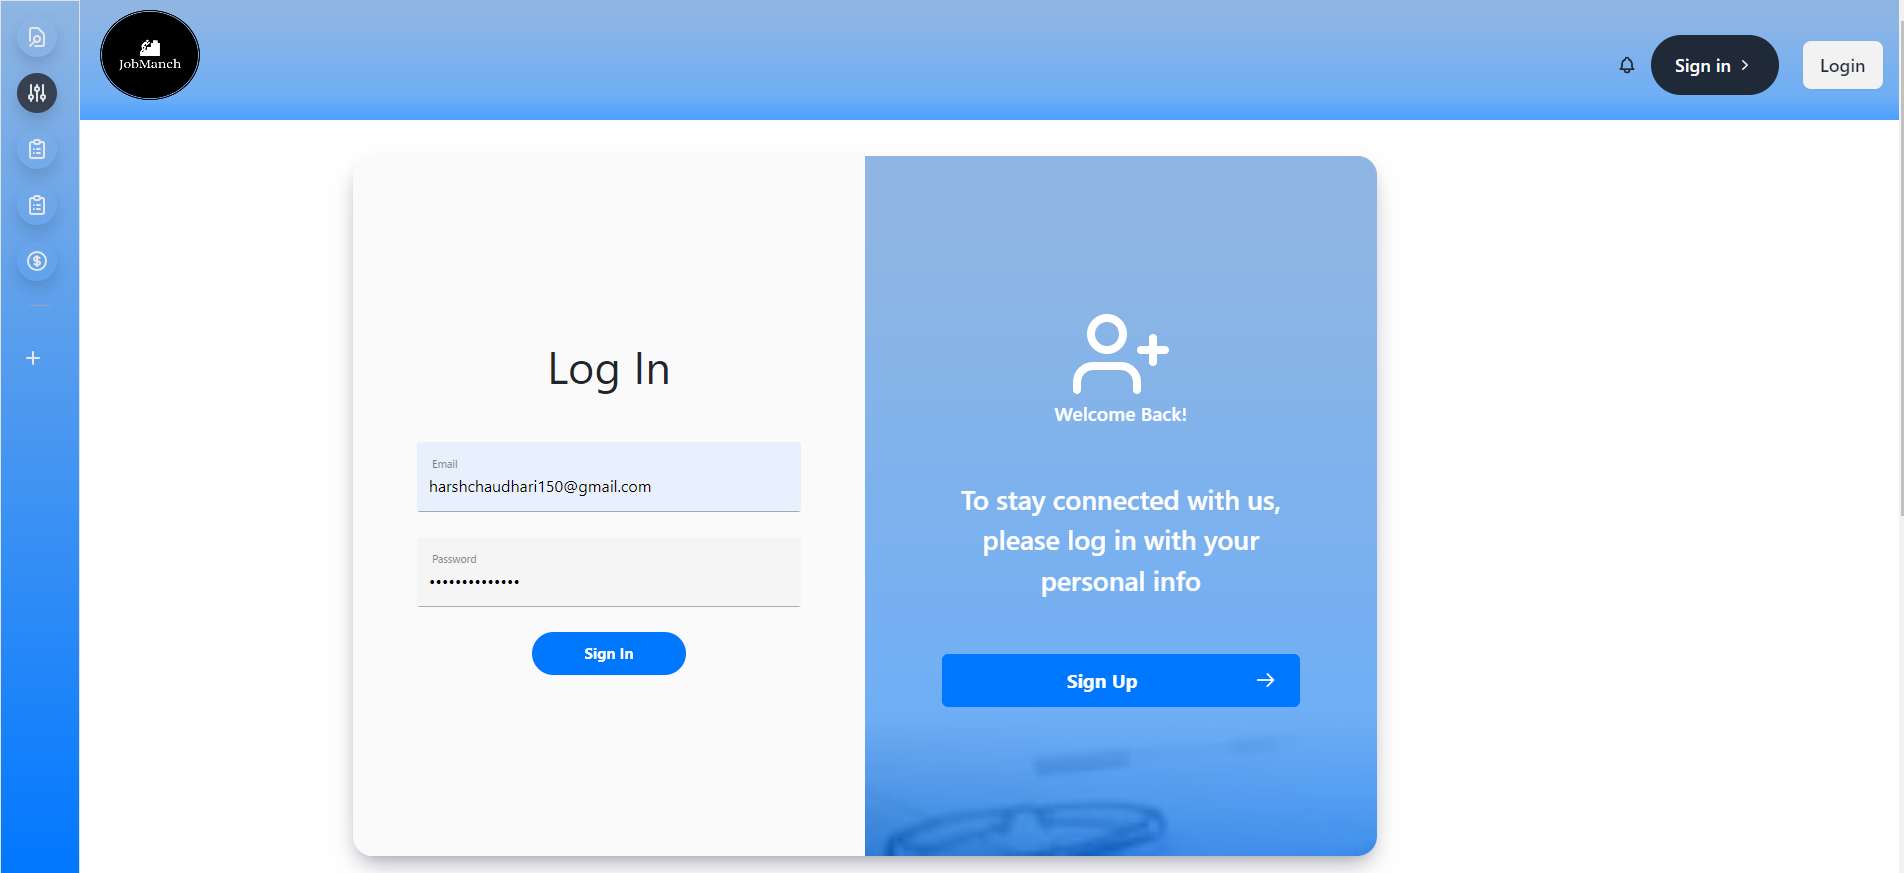 JobManch
Sign in
Login
Log In
Email
harshchaudhari150@gmail.com
Password
••••••••••••••
Sign In
Welcome Back!
To stay connected with us,
please log in with your
personal info
Sign Up